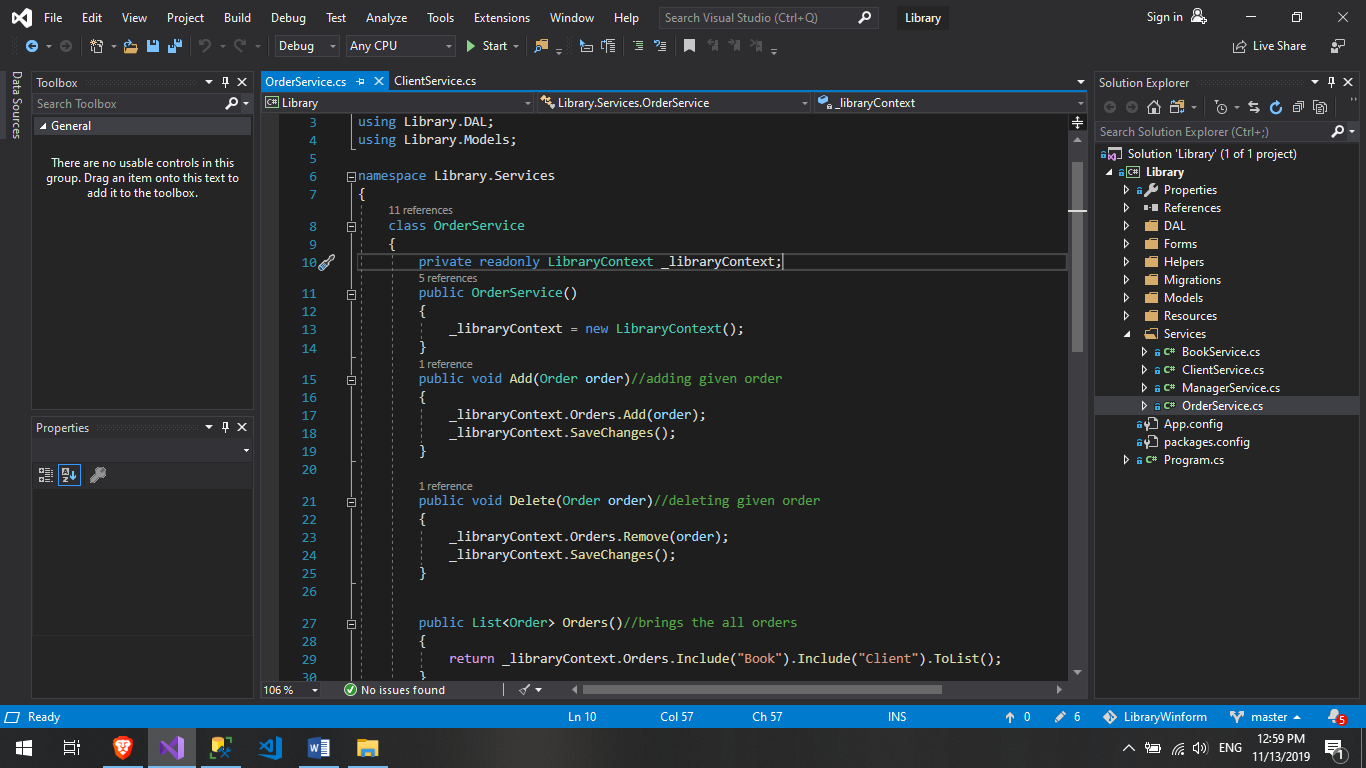 File Edit View Project Build Debug Test Analyze Tools Extensions Window Help Search Visual Studio (Ctrl+Q) Library Sign in
Debug Any CPU Start Live Share
Data Sources
Toolbox
Search Toolbox
General
There are no usable controls in this
group. Drag an item onto this text to
add it to the toolbox.
Properties
OrderService.cs ClientService.cs
C# Library Library.Services.OrderService _libraryContext
3 using Library.DAL;
4 using Library.Models;
5
6 namespace Library.Services
7 {
11 references
8 class OrderService
9 {
10 private readonly LibraryContext _libraryContext;
5 references
11 public OrderService()
12 {
13 _libraryContext = new LibraryContext();
14 }
1 reference
15 public void Add(Order order)//adding given order
16 {
17 _libraryContext.Orders.Add(order);
18 _libraryContext.SaveChanges();
19 }
20
1 reference
21 public void Delete(Order order)//deleting given order
22 {
23 _libraryContext.Orders.Remove(order);
24 _libraryContext.SaveChanges();
25 }
26
27 public List<Order> Orders()//brings the all orders
28 {
29 return _libraryContext.Orders.Include("Book").Include("Client").ToList();
30 }
106 % No issues found
Solution Explorer
Search Solution Explorer (Ctrl+;)
Solution 'Library' (1 of 1 project)
C# Library
Properties
References
DAL
Forms
Helpers
Migrations
Models
Resources
Services
C# BookService.cs
C# ClientService.cs
C# ManagerService.cs
C# OrderService.cs
App.config
packages.config
C# Program.cs
Ready Ln 10 Col 57 Ch 57 INS 0 6 LibraryWinform master 5
ENG 12:59 PM
11/13/2019 1